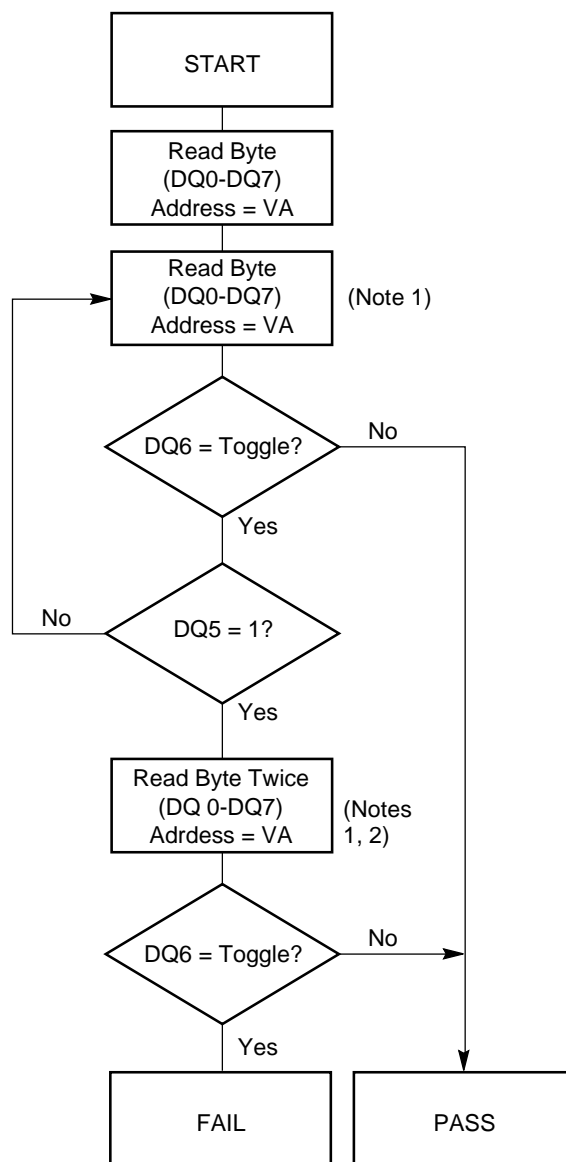 START
Read Byte
(DQ0-DQ7)
Address = VA
Read Byte
(DQ0-DQ7)
Address = VA
(Note 1)
DQ6 = Toggle?
No
Yes
No
DQ5 = 1?
Yes
Read Byte Twice
(DQ 0-DQ7)
Adrdess = VA
(Notes
1, 2)
DQ6 = Toggle?
No
Yes
FAIL
PASS